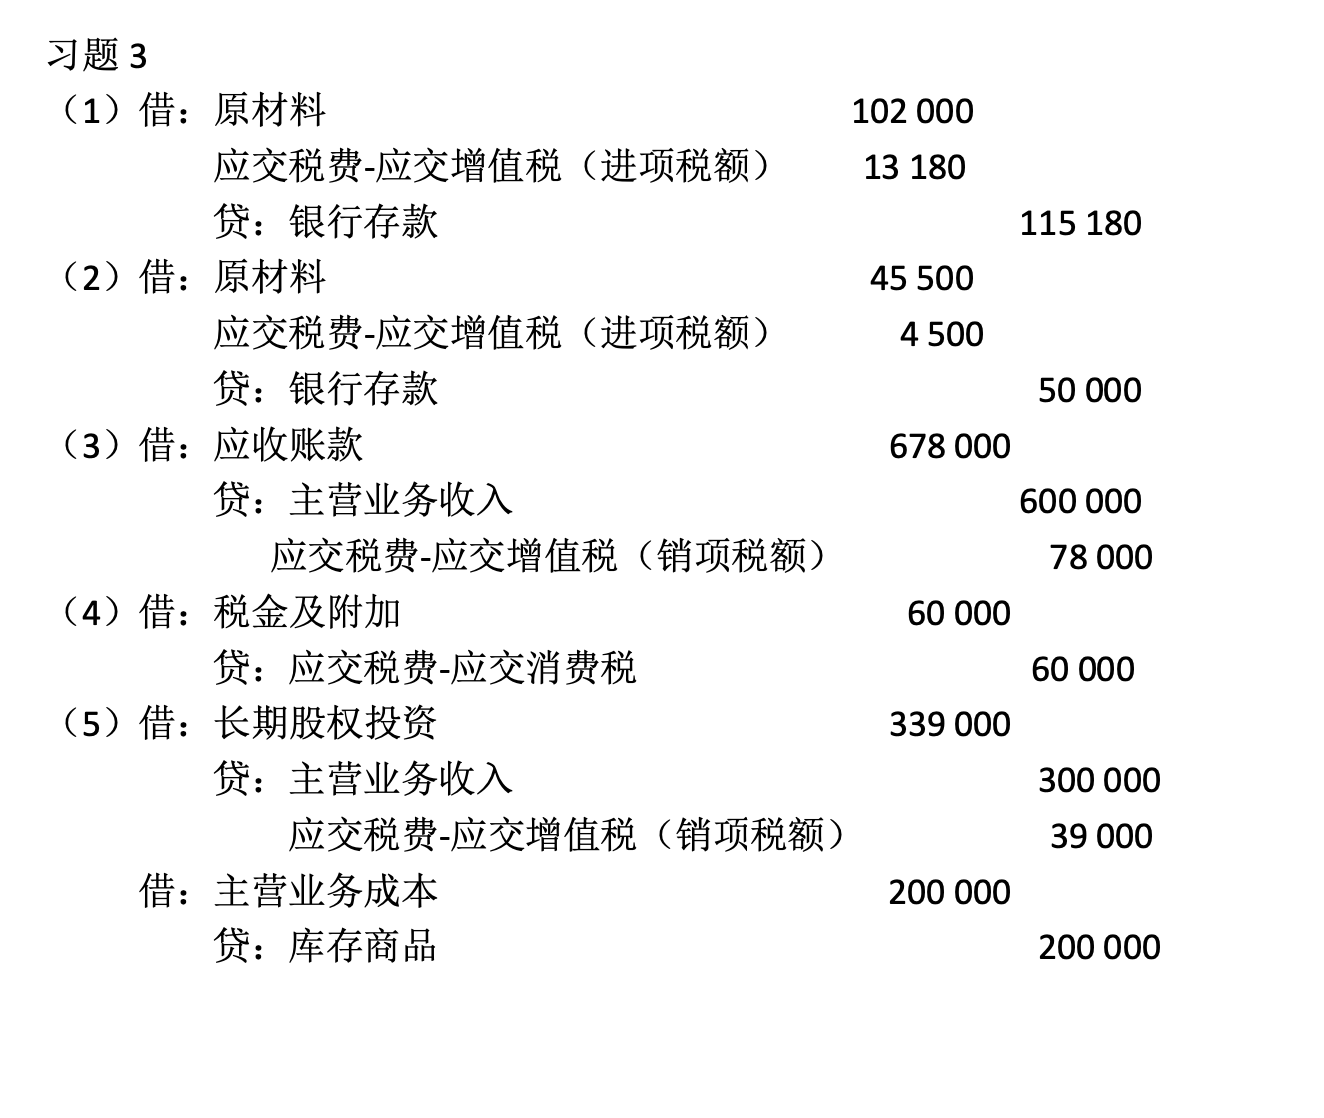 习题 3
（1）借：原材料 102 000
应交税费-应交增值税（进项税额） 13 180
贷：银行存款 115 180
（2）借：原材料 45 500
应交税费-应交增值税（进项税额） 4 500
贷：银行存款 50 000
（3）借：应收账款 678 000
贷：主营业务收入 600 000
应交税费-应交增值税（销项税额） 78 000
（4）借：税金及附加 60 000
贷：应交税费-应交消费税 60 000
（5）借：长期股权投资 339 000
贷：主营业务收入 300 000
应交税费-应交增值税（销项税额） 39 000
借：主营业务成本 200 000
贷：库存商品 200 000